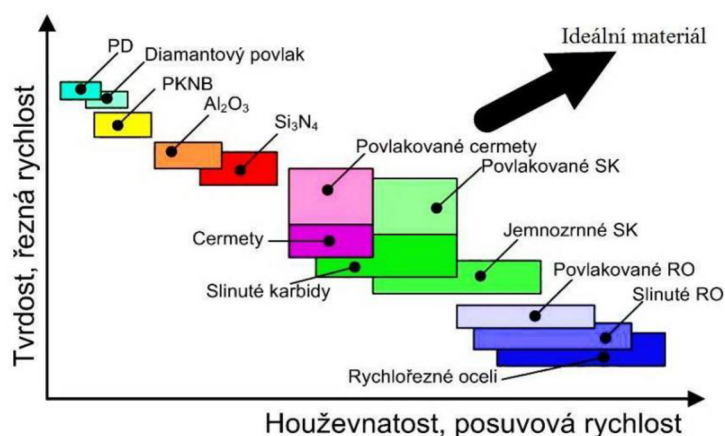 Ideální materiál
PD
Diamantový povlak
PKNB
Al₂O₃
Si₃N₄
Povlakované cermety
Povlakované SK
Cermety
Jemnozrnné SK
Slinuté karbidy
Povlakované RO
Slinuté RO
Rychlořezné oceli
Tvrdost, řezná rychlost
Houževnatost, posuvová rychlost